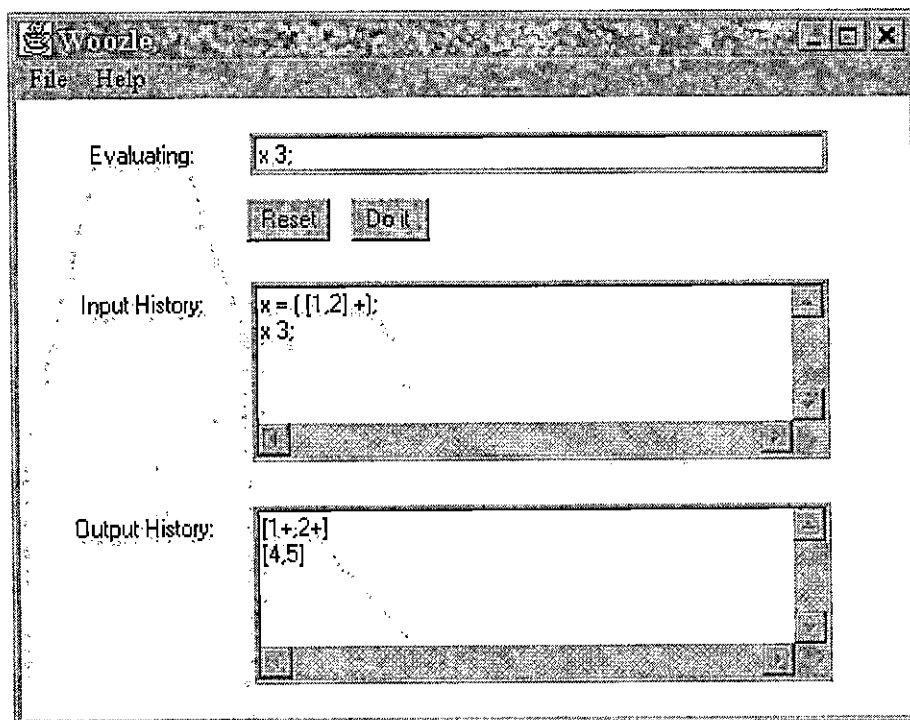 Woozle
File Help
Evaluating: x 3;
Reset Do it
Input History: x = ( [1,2] +);
x 3;
Output History: [1+,2+]
[4,5]